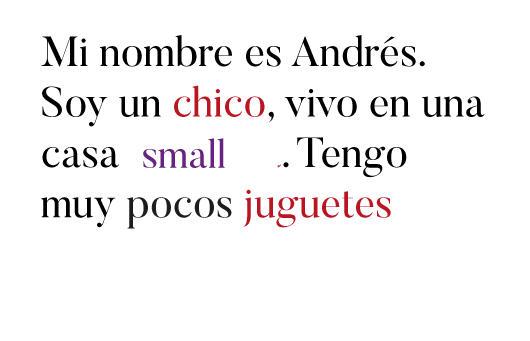 Mi nombre es Andrés.
Soy un chico, vivo en una
casa small . Tengo
muy pocos juguetes